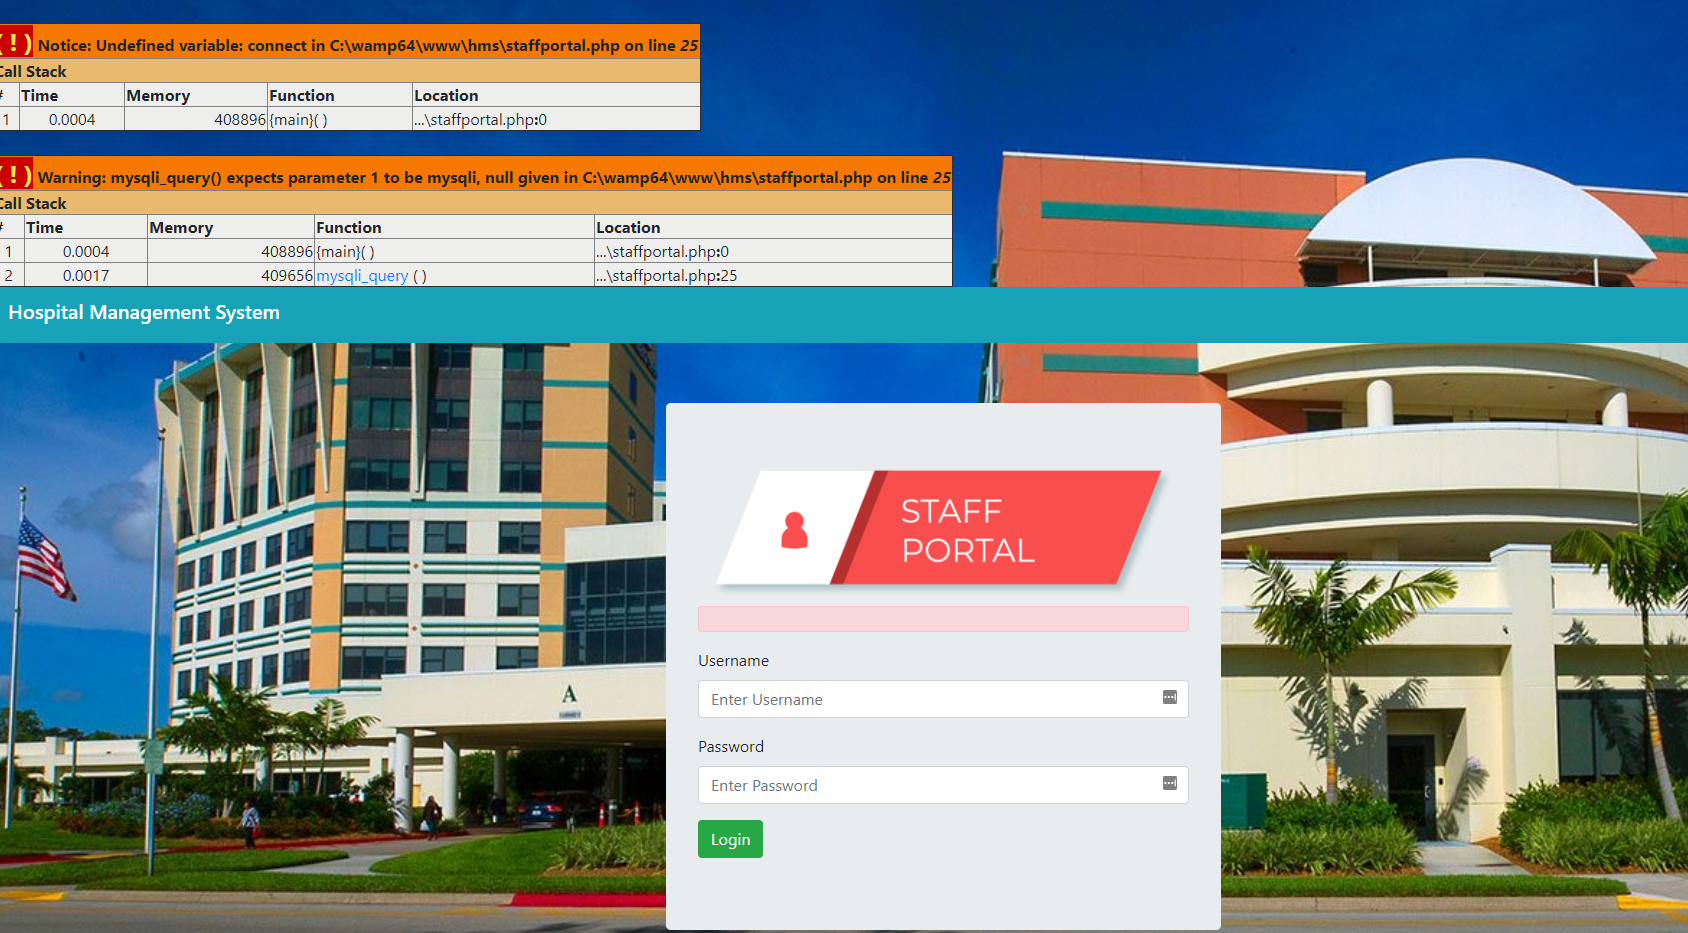 ( ! ) Notice: Undefined variable: connect in C:\wamp64\www\hms\staffportal.php on line 25
Call Stack
# Time Memory Function Location
1 0.0004 408896 {main}( ) ...\staffportal.php:0
( ! ) Warning: mysqli_query() expects parameter 1 to be mysqli, null given in C:\wamp64\www\hms\staffportal.php on line 25
Call Stack
# Time Memory Function Location
1 0.0004 408896 {main}( ) ...\staffportal.php:0
2 0.0017 409656 mysqli_query ( ) ...\staffportal.php:25
Hospital Management System
STAFF
PORTAL
Username
Enter Username
Password
Enter Password
Login
A